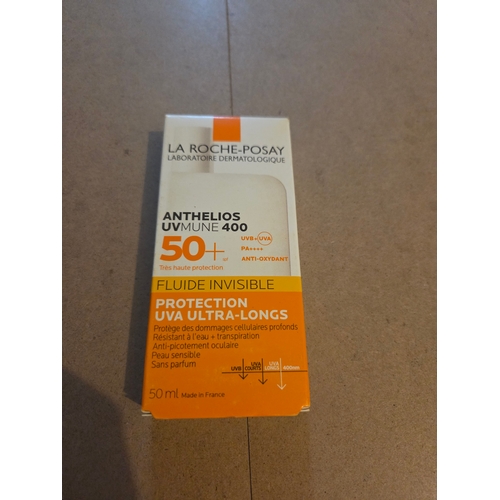 LA ROCHE-POSAY
LABORATOIRE DERMATOLOGIQUE
ANTHELIOS
UVMUNE 400
50+
Très haute protection
UVB+UVA
PA++++
ANTI-OXYDANT
FLUIDE INVISIBLE
PROTECTION
UVA ULTRA-LONGS
Protège des dommages cellulaires profonds
Résistant à l'eau + transpiration
Anti-picotement oculaire
Peau sensible
Sans parfum
UVB
UVA
COURTS
UVA
LONGS
400nm
50 ml Made in France